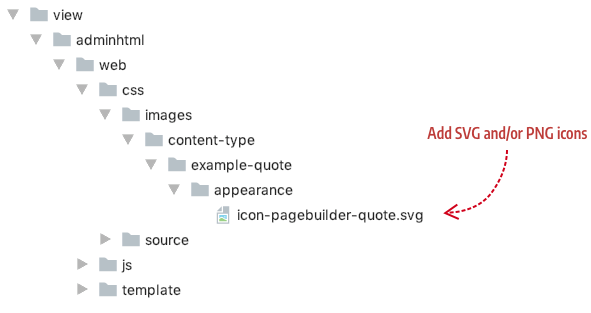 view
adminhtml
web
css
images
content-type
Add SVG and/or PNG icons
example-quote
appearance
icon-pagebuilder-quote.svg
source
js
template